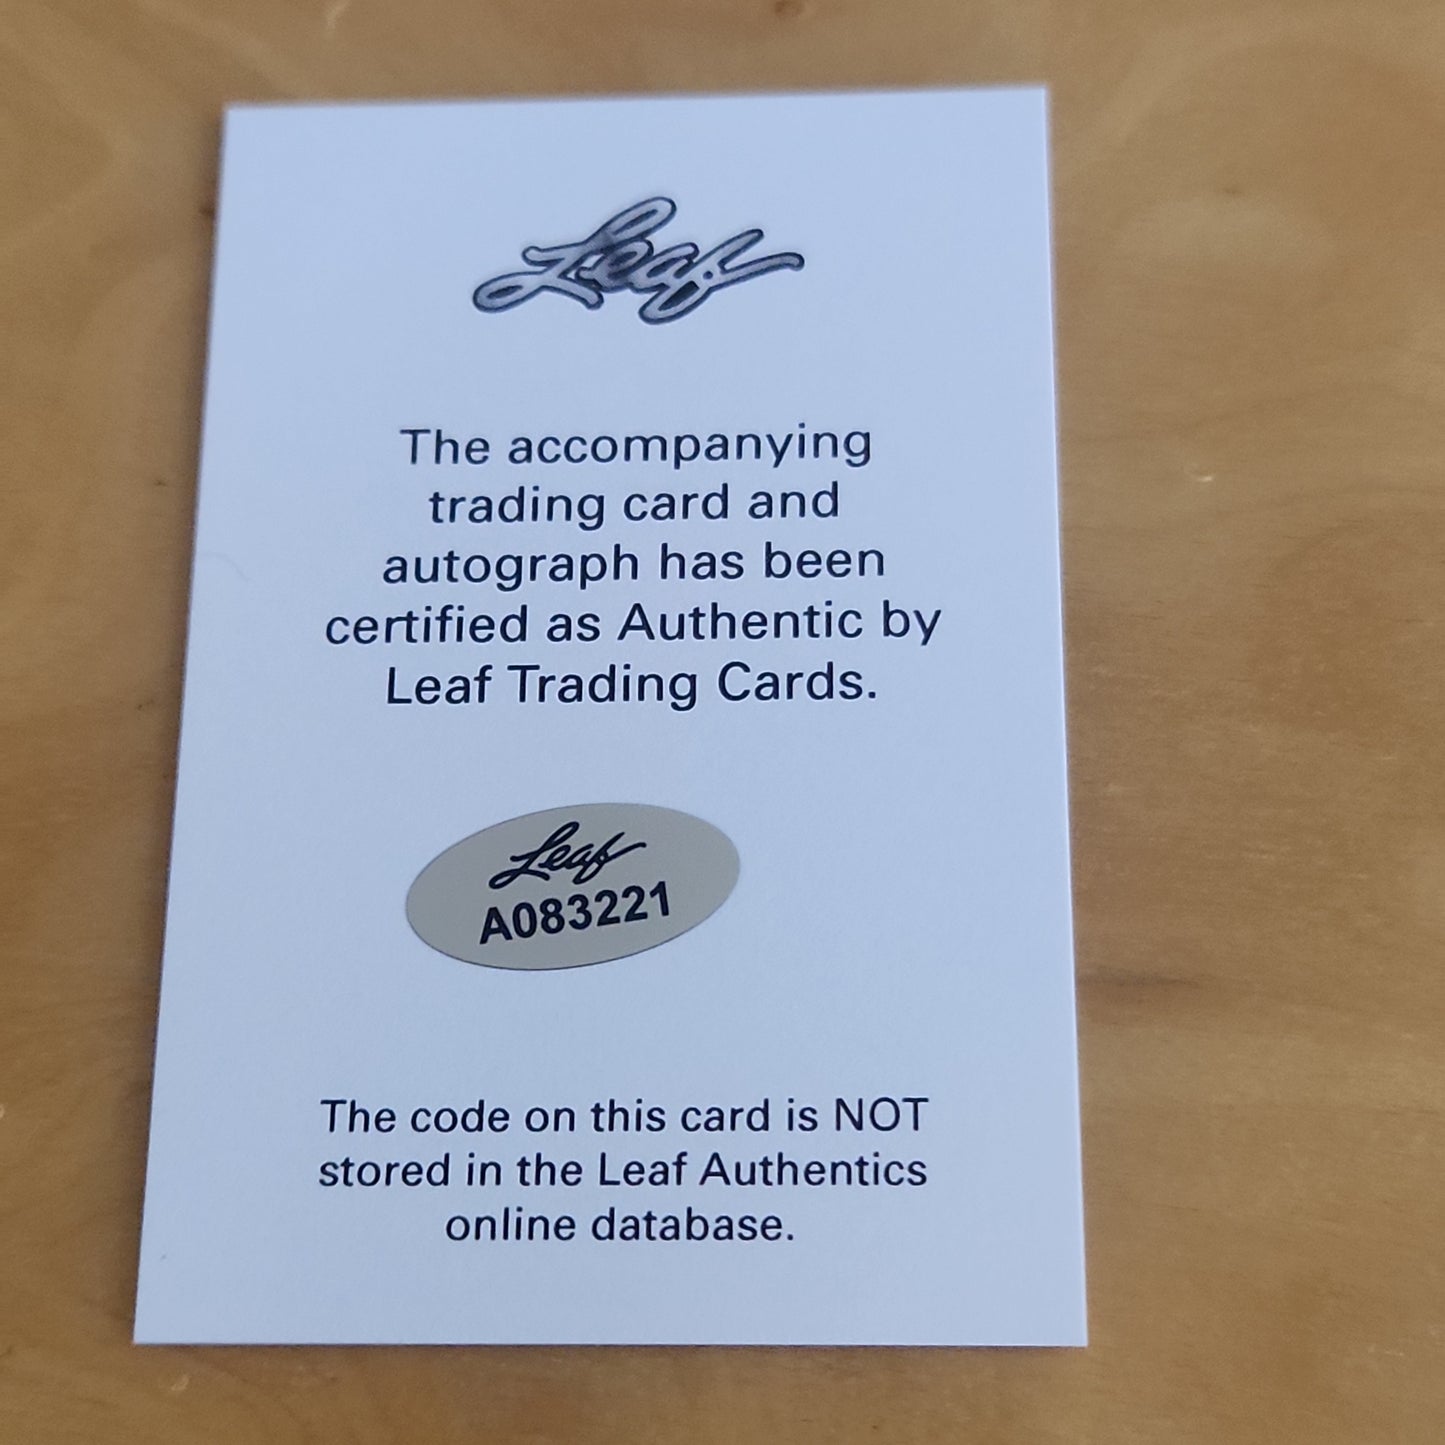 Leaf
The accompanying
trading card and
autograph has been
certified as Authentic by
Leaf Trading Cards.
Leaf
A083221
The code on this card is NOT
stored in the Leaf Authentics
online database.